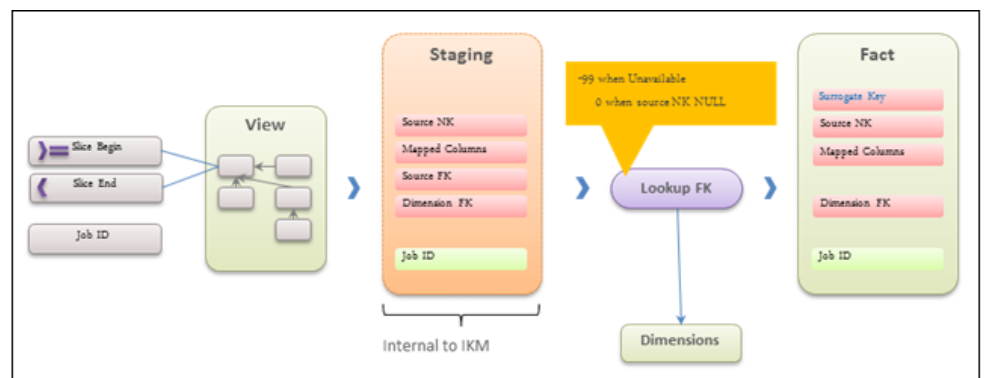 Slice Begin
Slice End
Job ID
View
Staging
Source NK
Mapped Columns
Source FK
Dimension FK
Job ID
Internal to IKM
-99 when Unavailable
0 when source NK NULL
Lookup FK
Dimensions
Fact
Surrogate Key
Source NK
Mapped Columns
Dimension FK
Job ID